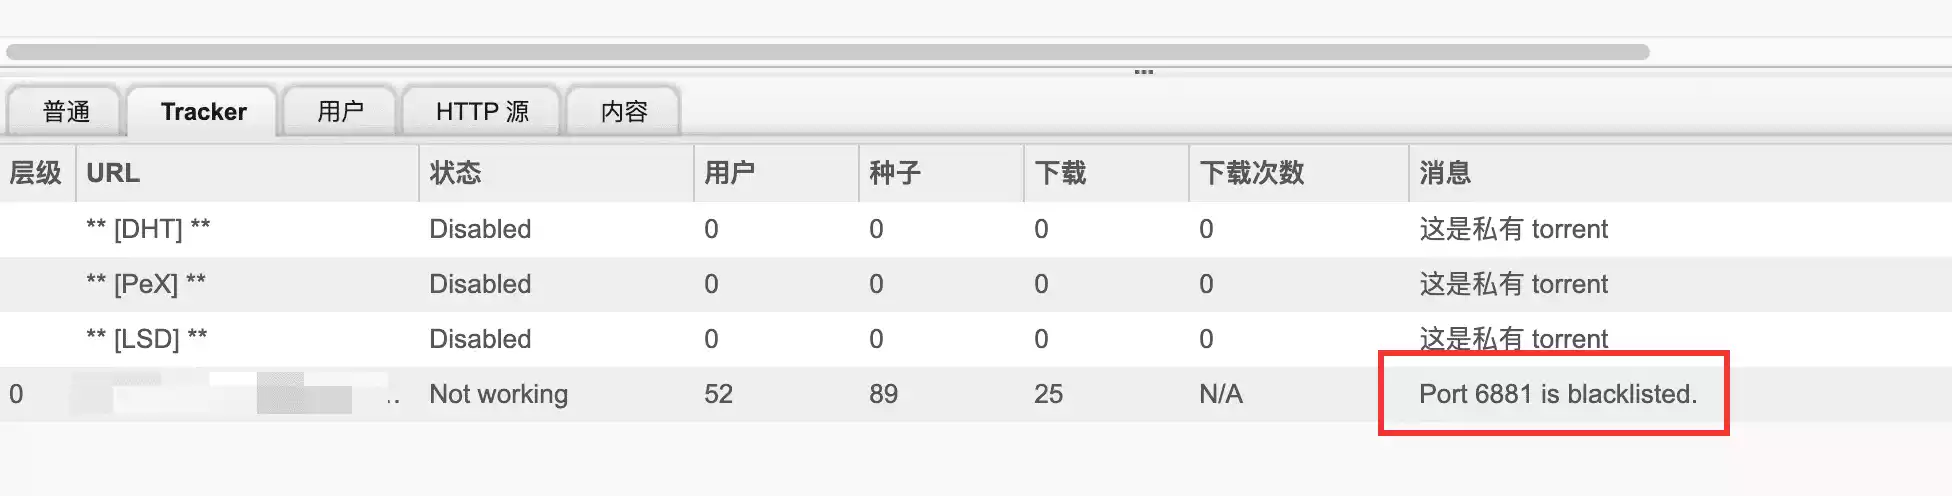 普通 Tracker 用户 HTTP 源 内容
层级 URL 状态 用户 种子 下载 下载次数 消息
** [DHT] ** Disabled 0 0 0 0 这是私有 torrent
** [PeX] ** Disabled 0 0 0 0 这是私有 torrent
** [LSD] ** Disabled 0 0 0 0 这是私有 torrent
0 .. Not working 52 89 25 N/A Port 6881 is blacklisted.